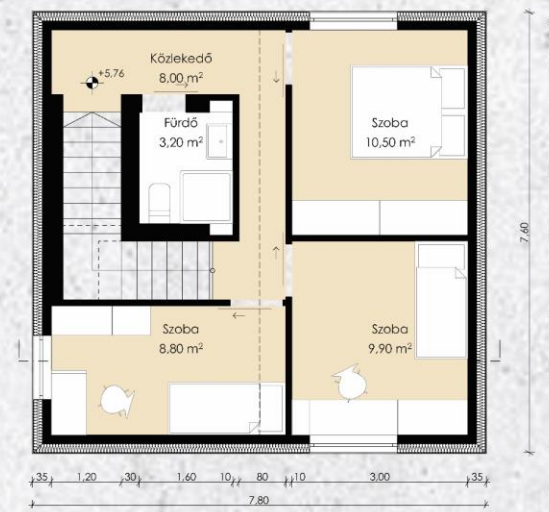 Közlekedő
8,00 m²
+5.76
Fürdő
3,20 m²
Szoba
10,50 m²
Szoba
8.80 m²
Szoba
9,90 m²
7,60
35 1,20 30 1,60 10 80 10 3,00 35
7,80